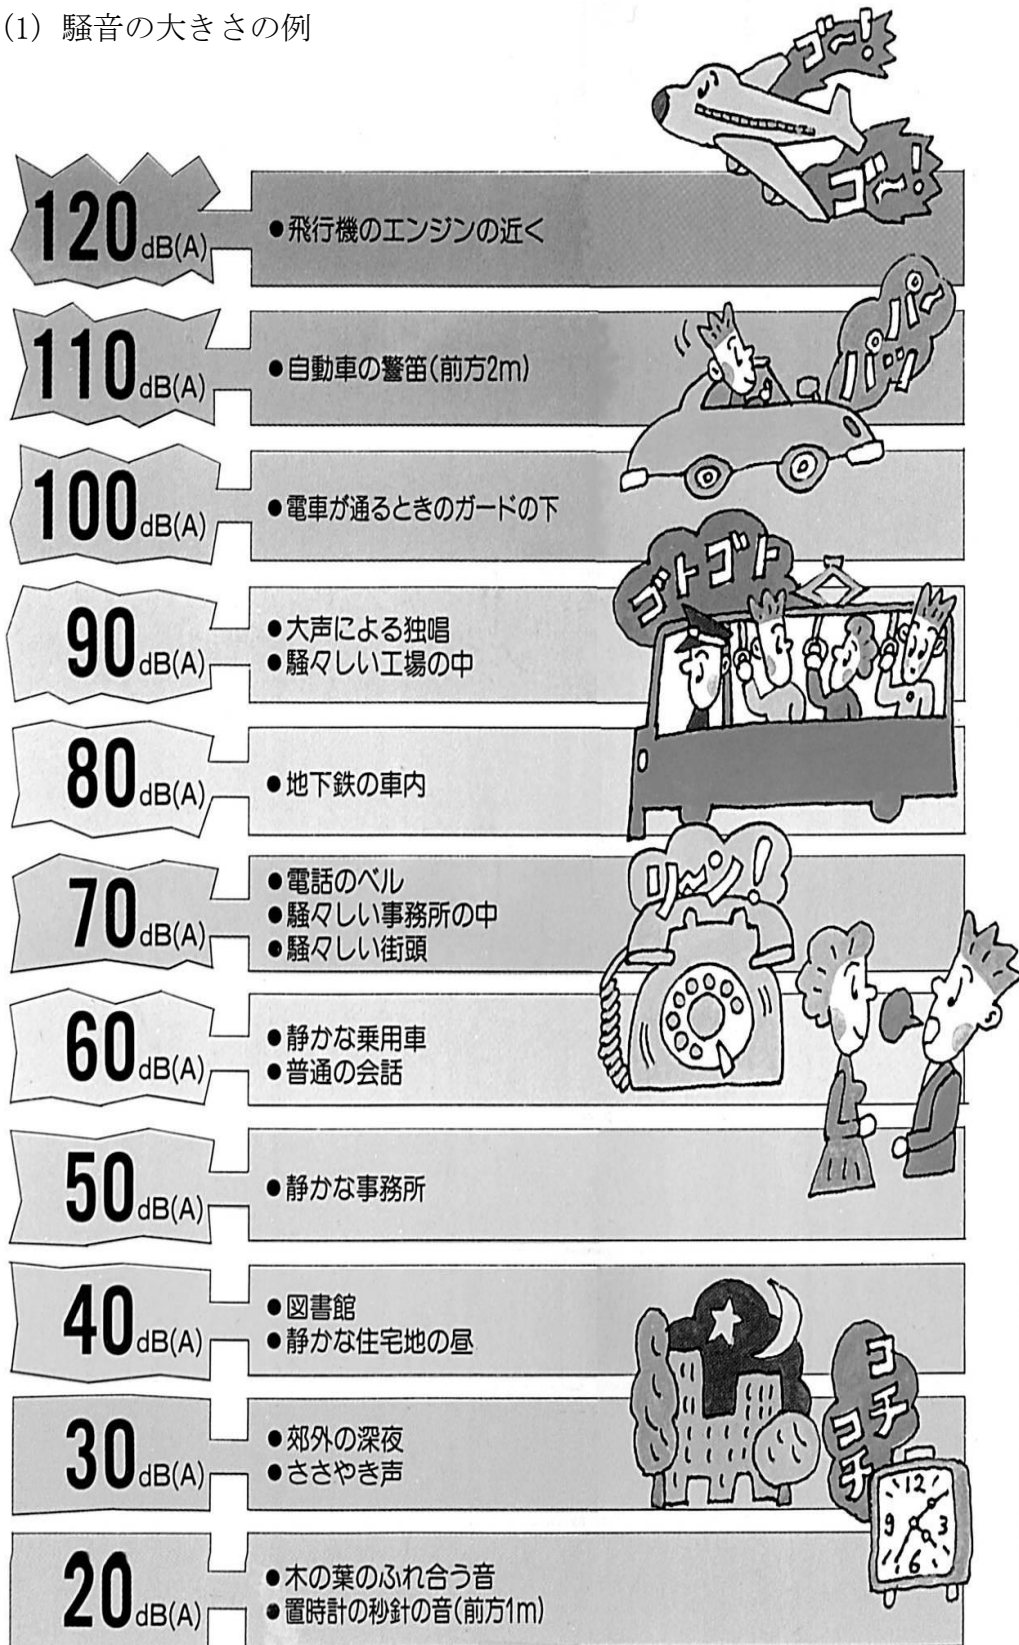 (1) 騒音の大きさの例
ゴ～!
ゴ～!
120dB(A)
●飛行機のエンジンの近く
110dB(A)
●自動車の警笛(前方2m)
パパーッ
100dB(A)
●電車が通るときのガードの下
ゴトゴト
90dB(A)
●大声による独唱
●騒々しい工場の中
80dB(A)
●地下鉄の車内
リ～ン!
70dB(A)
●電話のベル
●騒々しい事務所の中
●騒々しい街頭
60dB(A)
●静かな乗用車
●普通の会話
50dB(A)
●静かな事務所
40dB(A)
●図書館
●静かな住宅地の昼
コチ
コチ
30dB(A)
●郊外の深夜
●ささやき声
12
9
3
6
20dB(A)
●木の葉のふれ合う音
●置時計の秒針の音(前方1m)